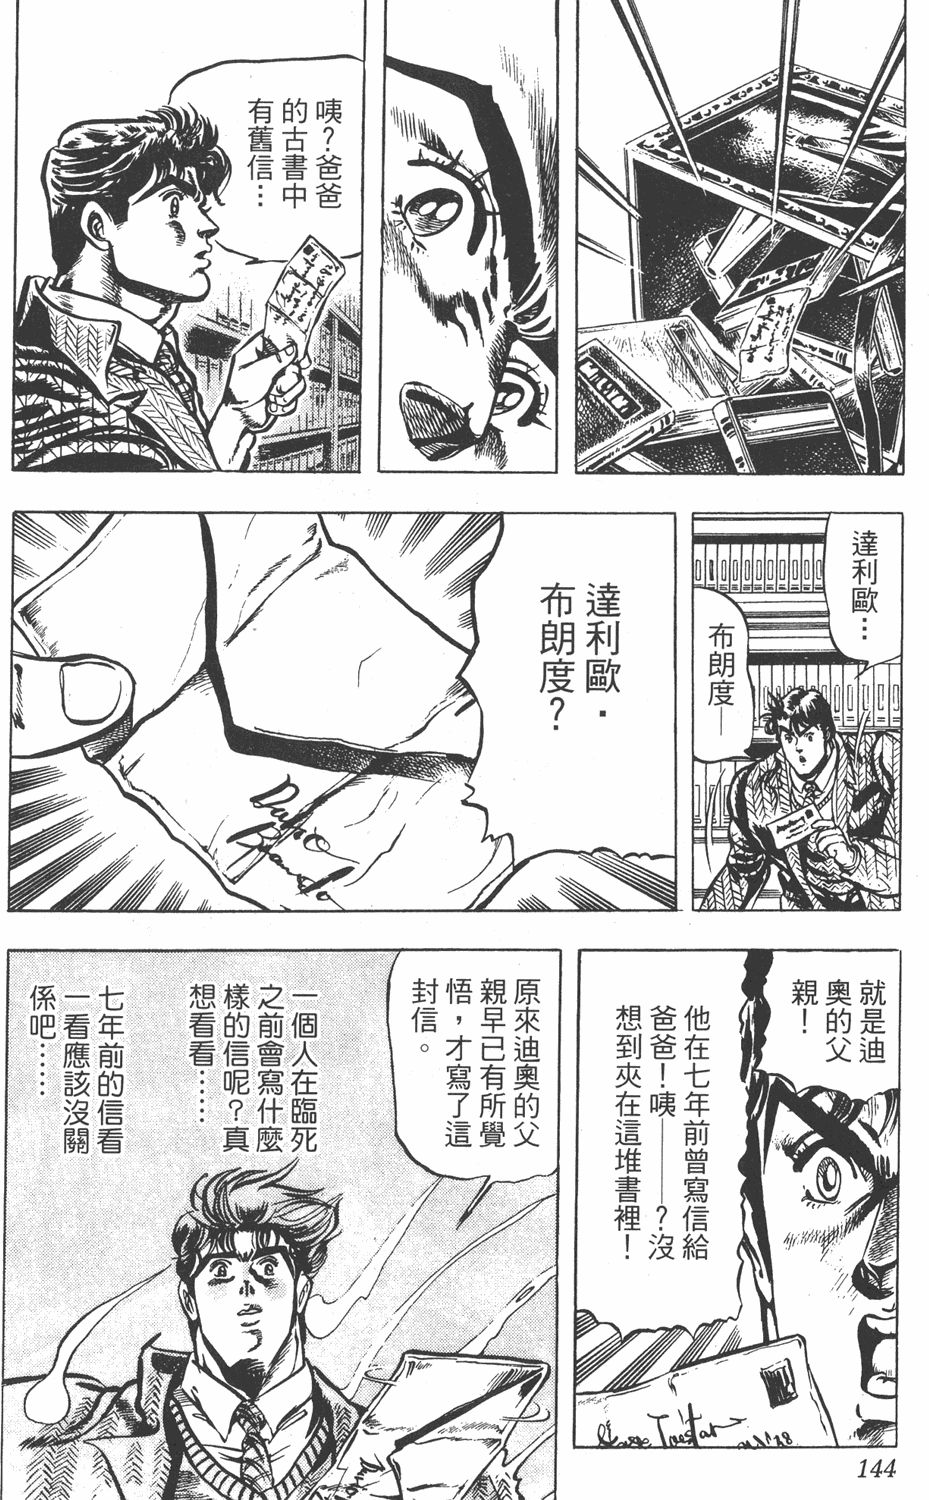 咦？爸爸
的古書中
有舊信…
達利歐…
布朗度—
達利歐．
布朗度？
就是迪
奧的父
親！
他在七年前曾寫信給
爸爸！咦——？沒
想到夾在這堆書裡！
原來迪奧的父
親早已有所覺
悟，才寫了這
封信。
一個人在臨死
之前會寫什麼
樣的信呢？真
想看看……
七年前的信看
一看應該沒關
係吧……
144